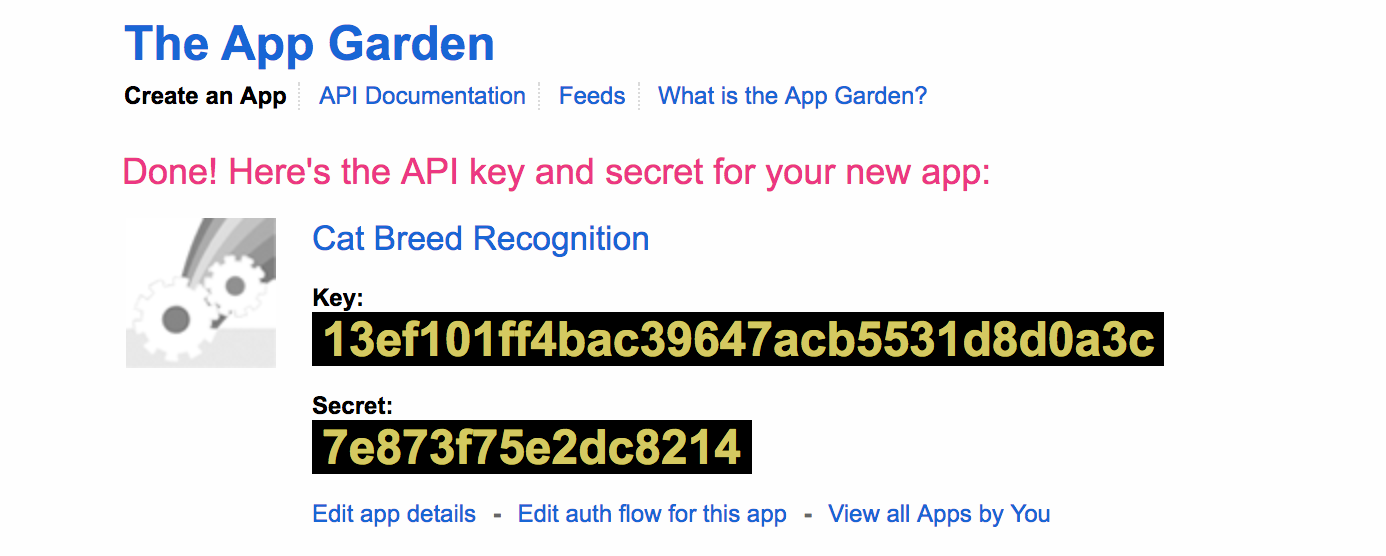 The App Garden
Create an App API Documentation Feeds What is the App Garden?
Done! Here's the API key and secret for your new app:
Cat Breed Recognition
Key:
13ef101ff4bac39647acb5531d8d0a3c
Secret:
7e873f75e2dc8214
Edit app details - Edit auth flow for this app - View all Apps by You